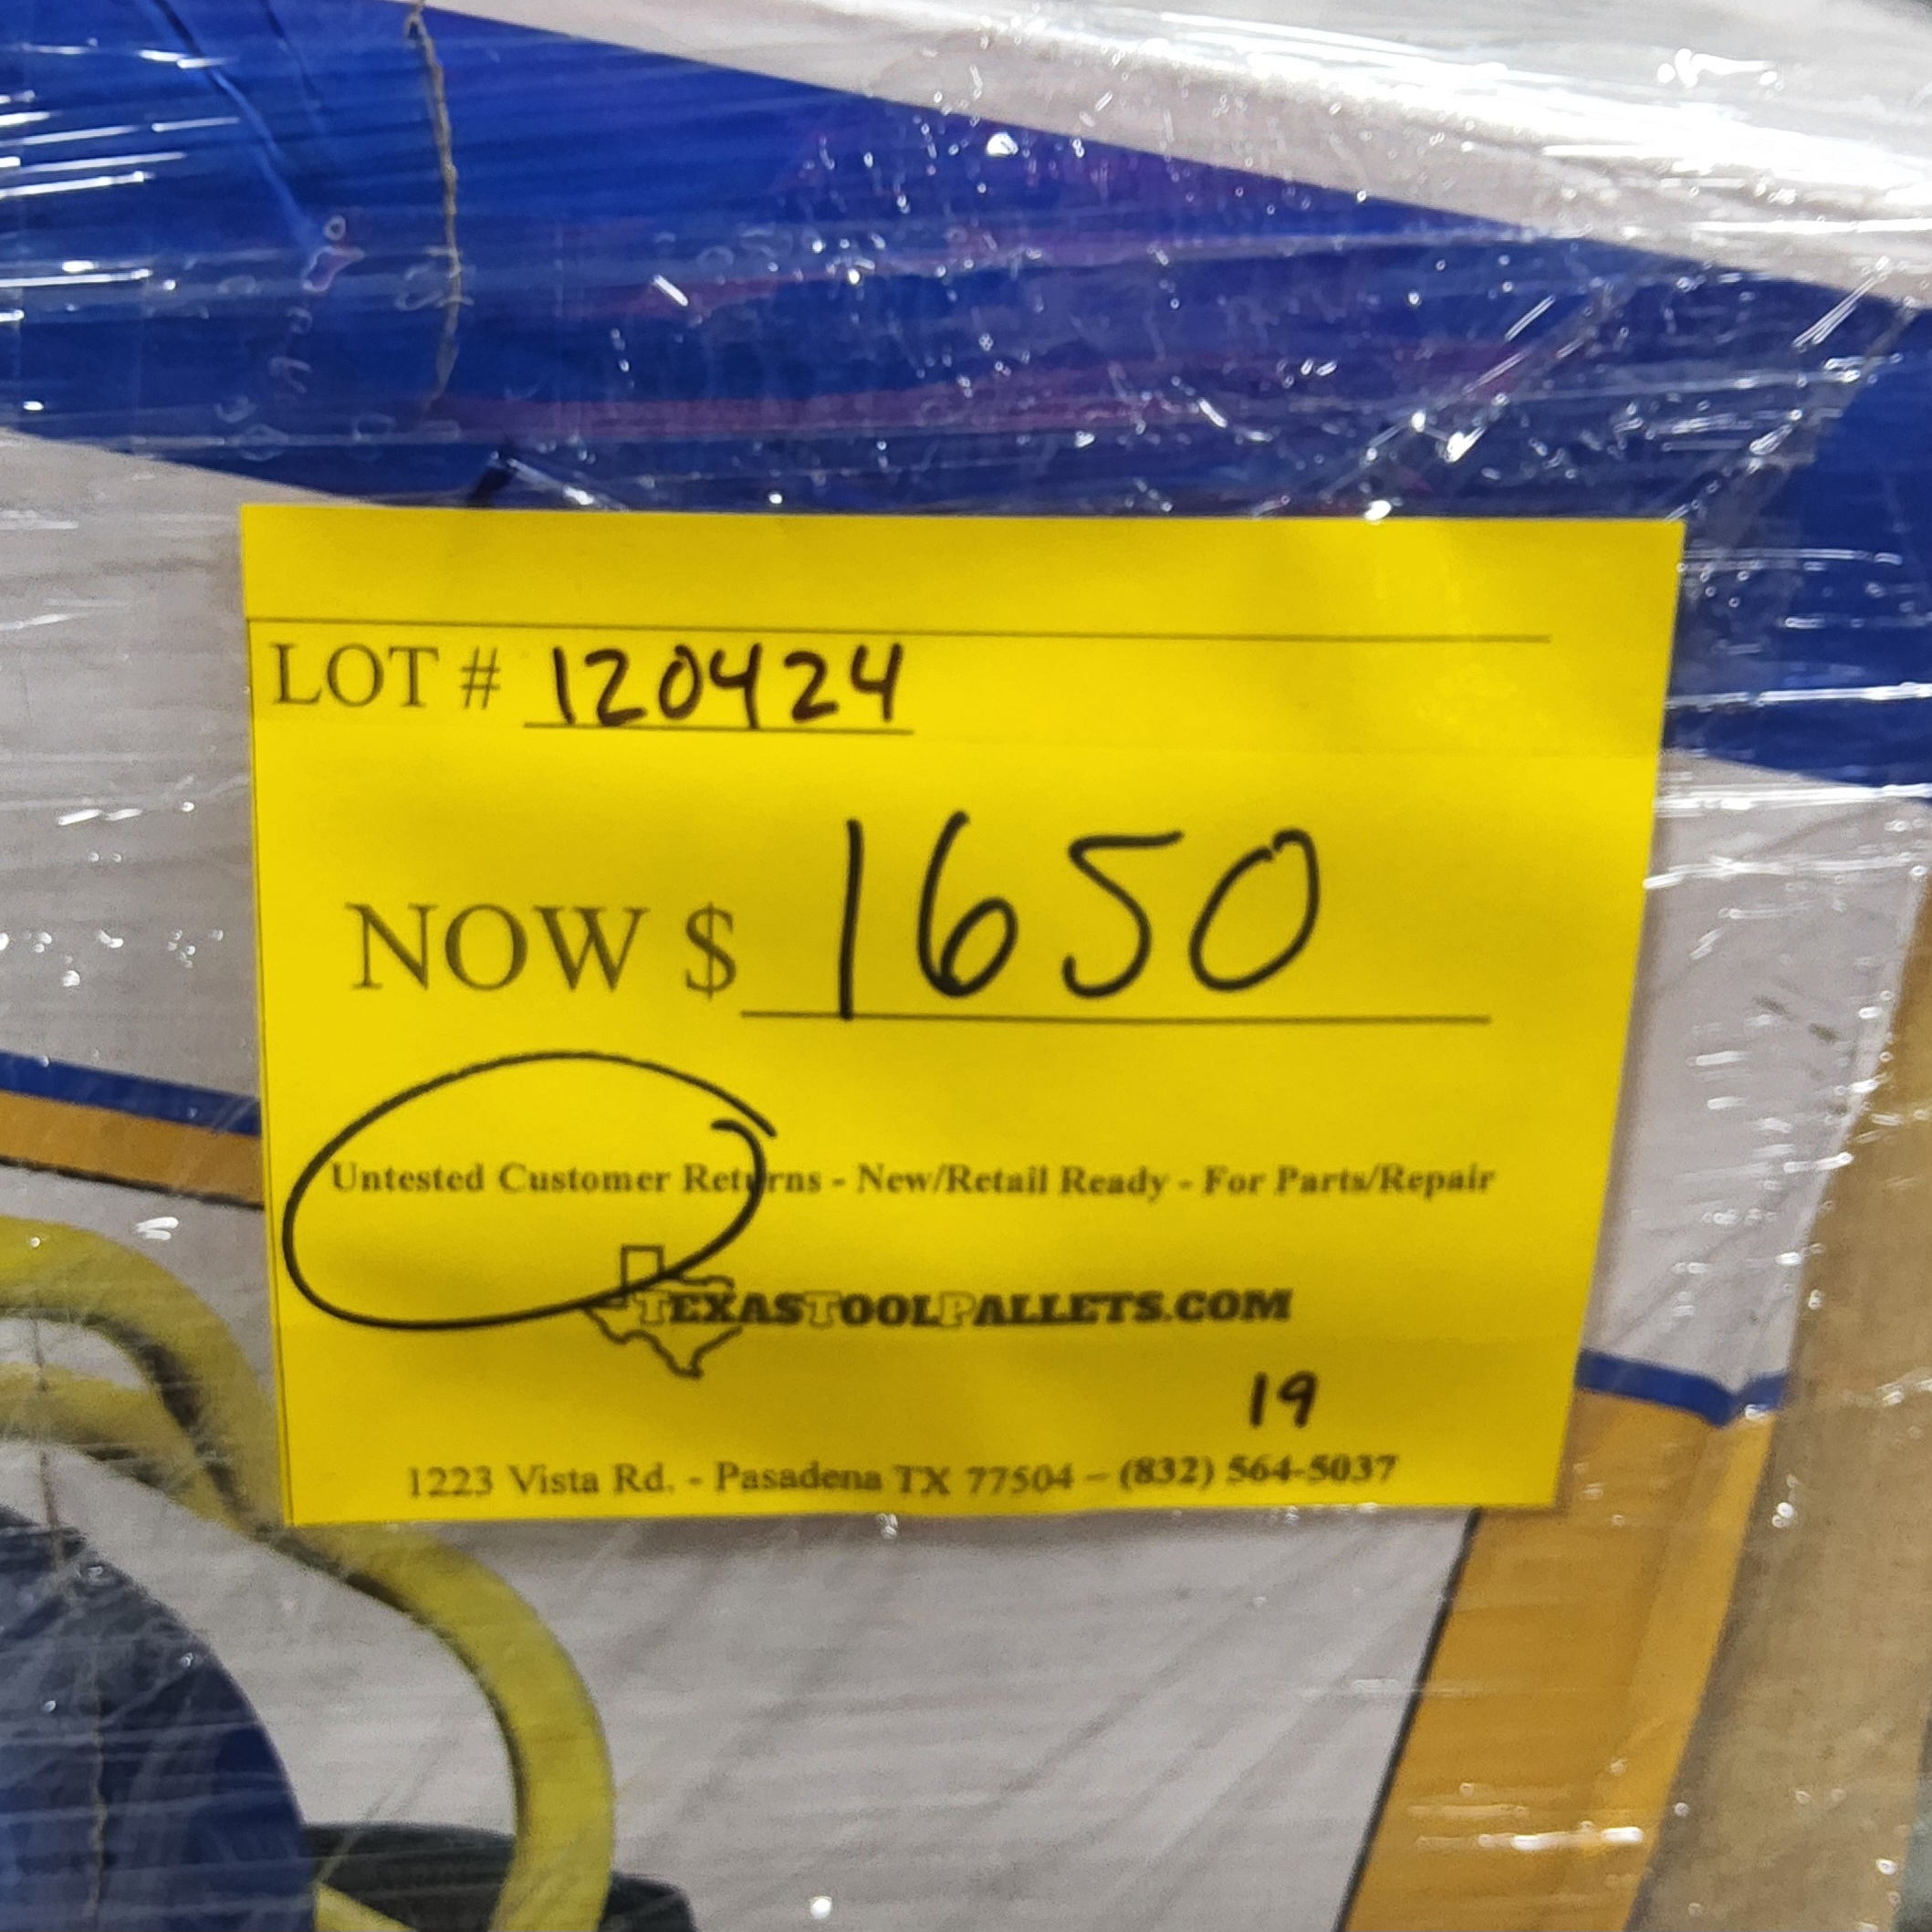 LOT # 120424
NOW $ 1650
Untested Customer Returns - New/Retail Ready - For Parts/Repair
TEXASTOOLPALLETS.COM
19
1223 Vista Rd. - Pasadena TX 77504 – (832) 564-5037